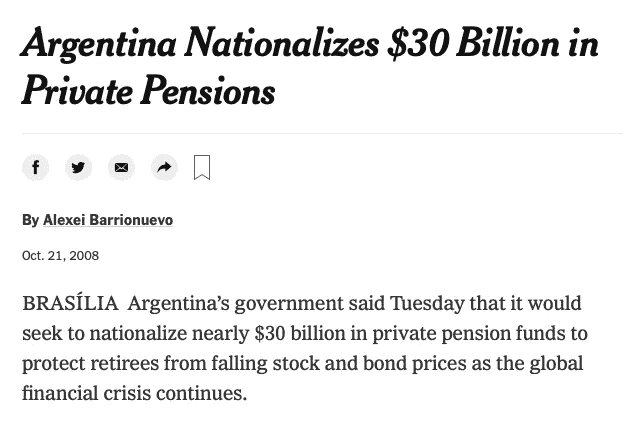 Argentina Nationalizes $30 Billion in
Private Pensions
By Alexei Barrionuevo
Oct. 21, 2008
BRASÍLIA  Argentina’s government said Tuesday that it would
seek to nationalize nearly $30 billion in private pension funds to
protect retirees from falling stock and bond prices as the global
financial crisis continues.